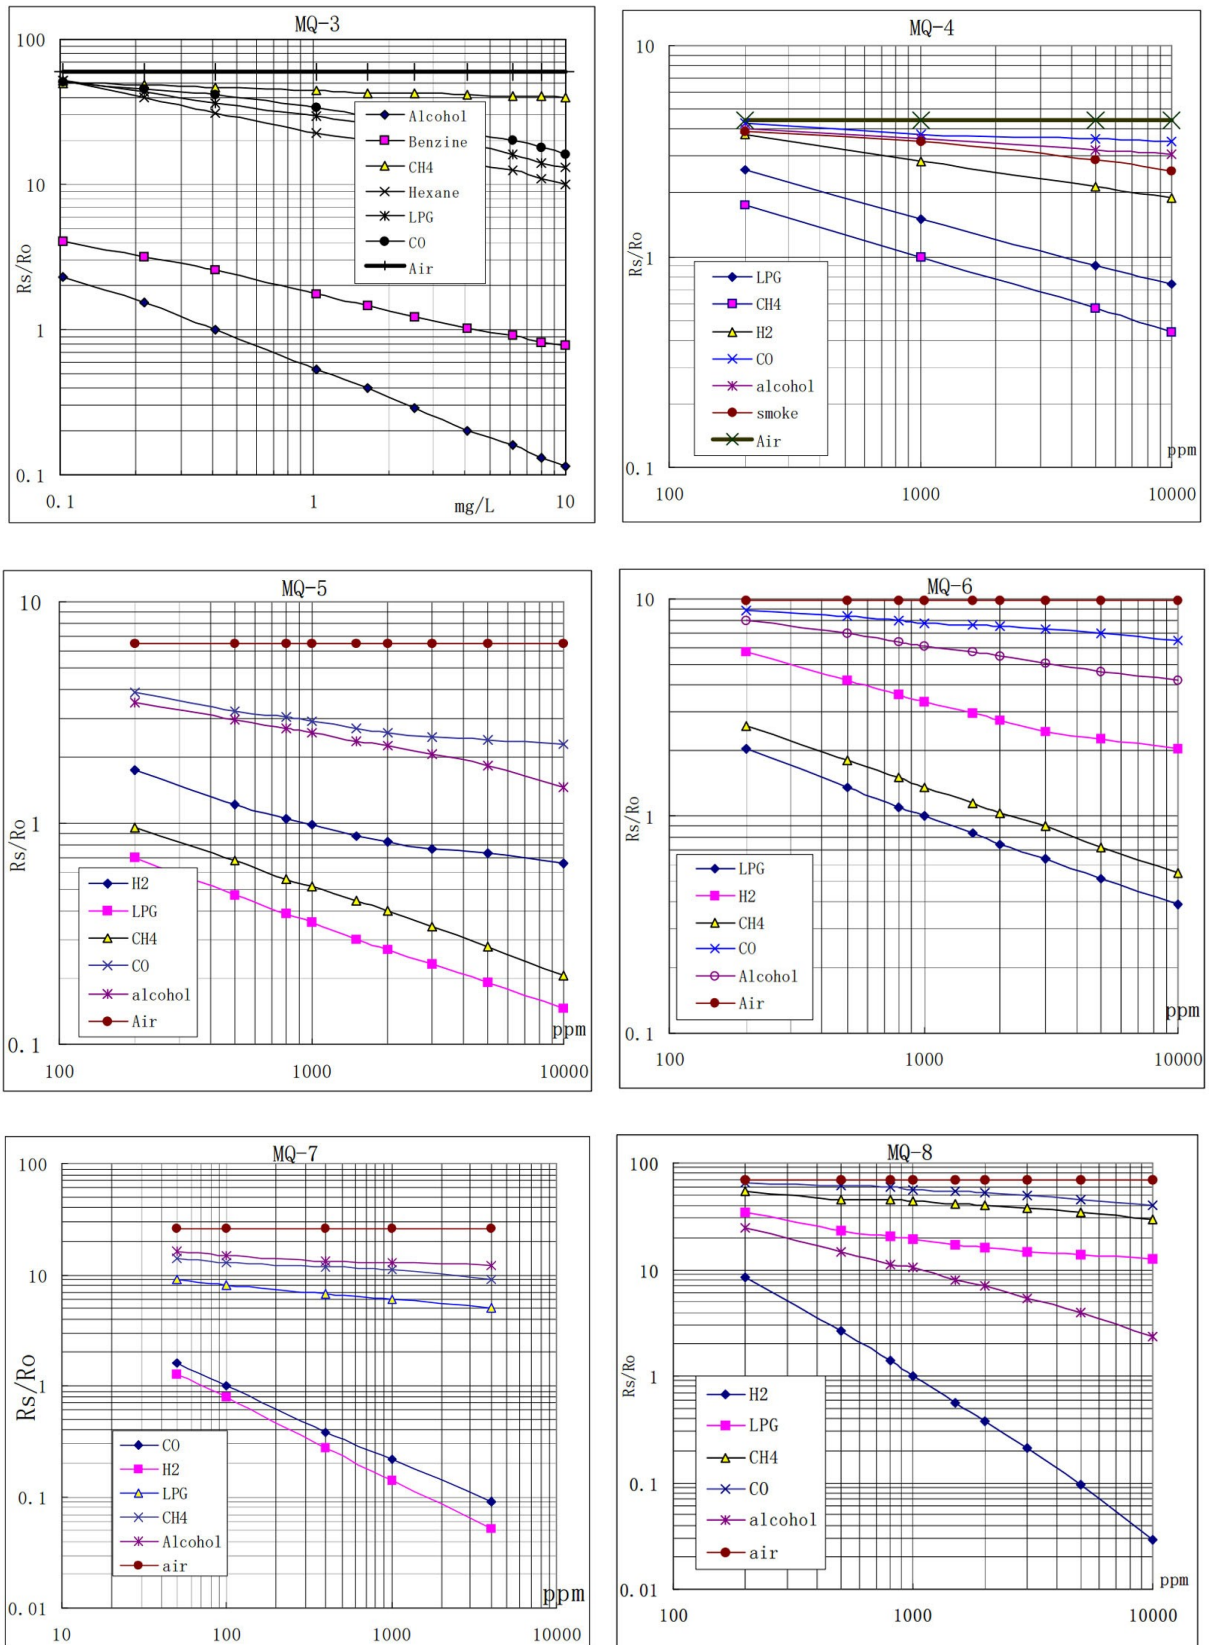 MQ-3
100
10
1
0.1
Rs/Ro
Alcohol
Benzine
CH4
Hexane
LPG
CO
Air
0.1
1
10
mg/L
MQ-4
10
1
0.1
Rs/Ro
LPG
CH4
H2
CO
alcohol
smoke
Air
ppm
100
1000
10000
MQ-5
10
1
0.1
Rs/Ro
H2
LPG
CH4
CO
alcohol
Air
ppm
100
1000
10000
MQ-6
10
1
0.1
Rs/Ro
LPG
H2
CH4
CO
Alcohol
Air
ppm
100
1000
10000
MQ-7
100
10
1
0.1
0.01
Rs/Ro
CO
H2
LPG
CH4
Alcohol
air
ppm
10
100
1000
10000
MQ-8
100
10
1
0.1
0.01
Rs/Ro
H2
LPG
CH4
CO
alcohol
air
ppm
100
1000
10000